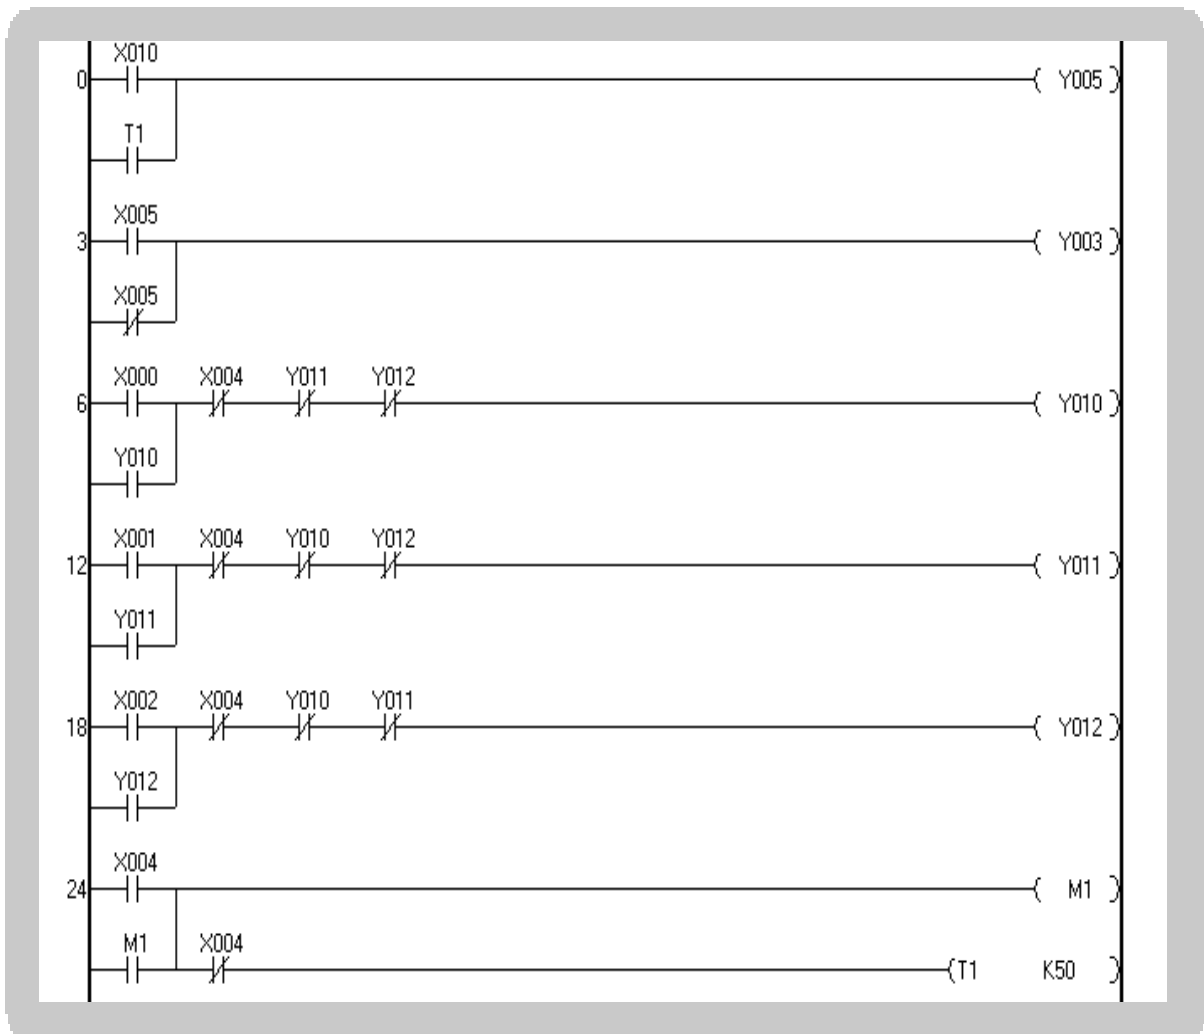 X010
0 ( Y005 )
T1
X005
3 ( Y003 )
X005
X000 X004 Y011 Y012
6 ( Y010 )
Y010
X001 X004 Y010 Y012
12 ( Y011 )
Y011
X002 X004 Y010 Y011
18 ( Y012 )
Y012
X004
24 ( M1 )
M1 X004
(T1 K50 )